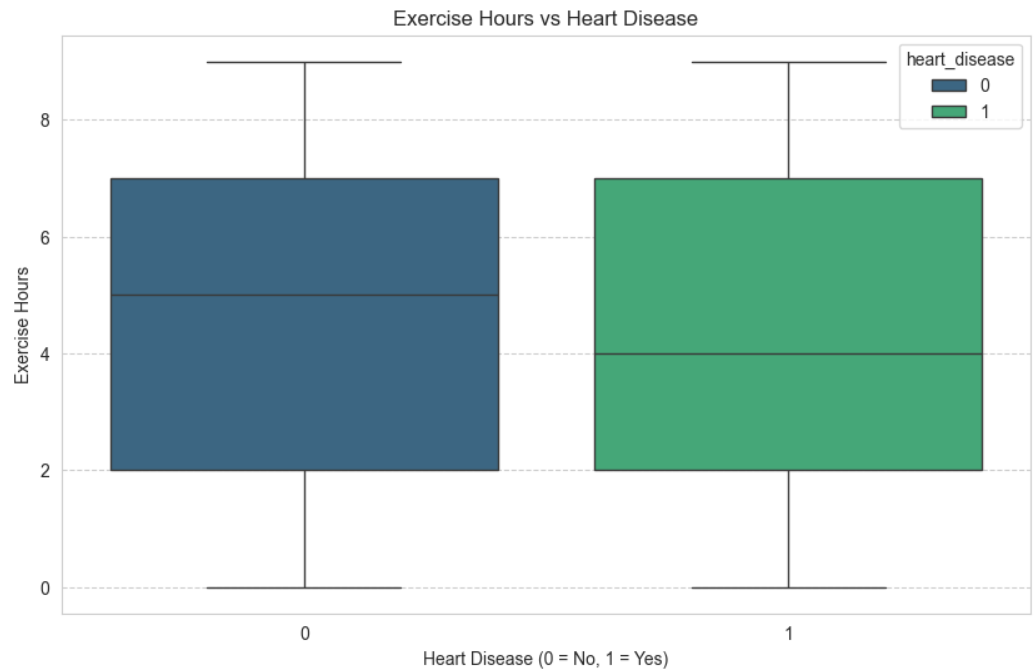 Exercise Hours vs Heart Disease
heart_disease
0
1
8
6
4
2
0
Exercise Hours
0 1
Heart Disease (0 = No, 1 = Yes)